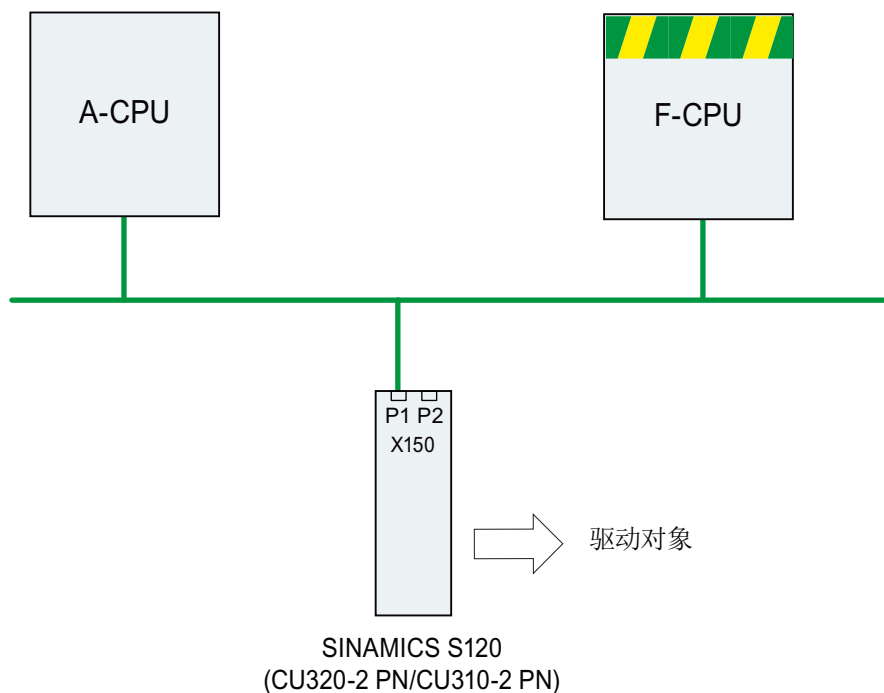 A-CPU
F-CPU
P1 P2
X150
驱动对象
SINAMICS S120
(CU320-2 PN/CU310-2 PN)